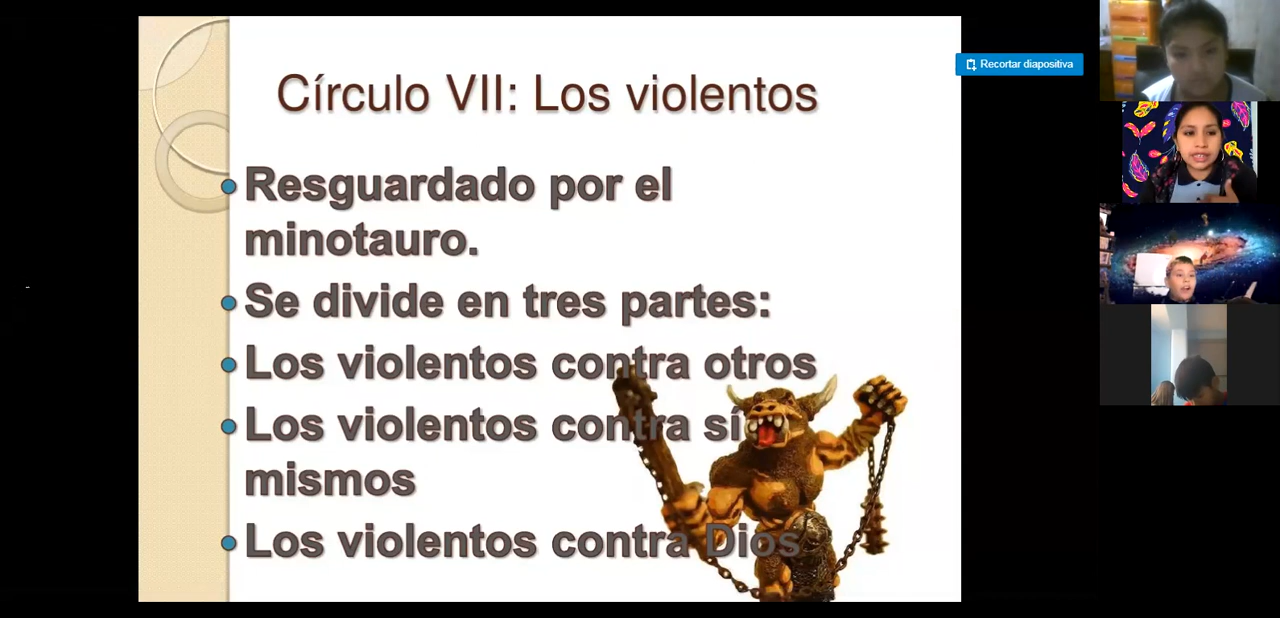 Círculo VII: Los violentos
Recortar diapositiva
Resguardado por el
minotauro.
Se divide en tres partes:
Los violentos contra otros
Los violentos contra sí
mismos
Los violentos contra Dios